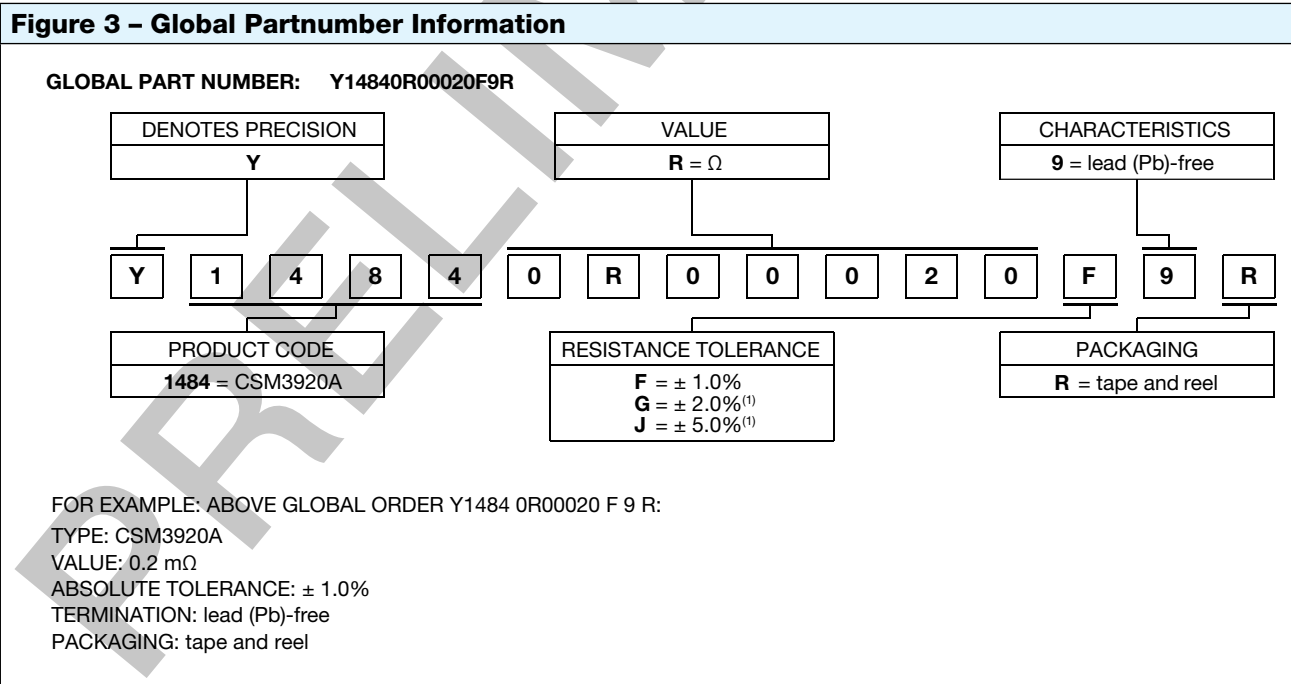 Figure 3 – Global Partnumber Information
GLOBAL PART NUMBER: Y14840R00020F9R
DENOTES PRECISION
Y
VALUE
R = Ω
CHARACTERISTICS
9 = lead (Pb)-free
Y 1 4 8 4 0 R 0 0 0 2 0 F 9 R
PRODUCT CODE
1484 = CSM3920A
RESISTANCE TOLERANCE
F = ± 1.0%
G = ± 2.0%(1)
J = ± 5.0%(1)
PACKAGING
R = tape and reel
FOR EXAMPLE: ABOVE GLOBAL ORDER Y1484 0R00020 F 9 R:
TYPE: CSM3920A
VALUE: 0.2 mΩ
ABSOLUTE TOLERANCE: ± 1.0%
TERMINATION: lead (Pb)-free
PACKAGING: tape and reel